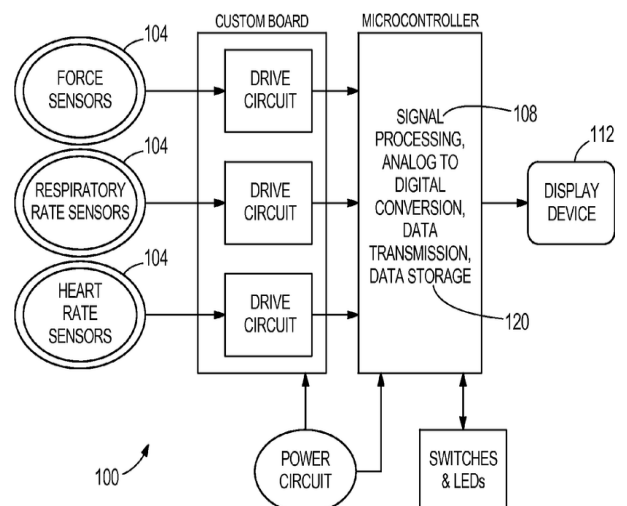 CUSTOM BOARD
MICROCONTROLLER
104
FORCE
SENSORS
DRIVE
CIRCUIT
104
RESPIRATORY
RATE SENSORS
DRIVE
CIRCUIT
104
HEART
RATE
SENSORS
DRIVE
CIRCUIT
SIGNAL
PROCESSING,
ANALOG TO
DIGITAL
CONVERSION,
DATA
TRANSMISSION,
DATA STORAGE
108
120
112
DISPLAY
DEVICE
100
POWER
CIRCUIT
SWITCHES
& LEDs